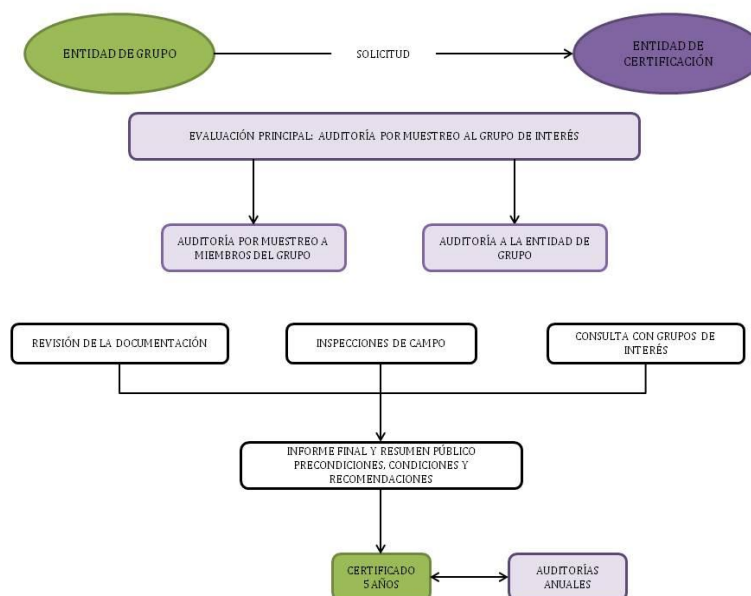 ENTIDAD DE GRUPO
SOLICITUD
ENTIDAD DE
CERTIFICACIÓN
EVALUACIÓN PRINCIPAL: AUDITORÍA POR MUESTREO AL GRUPO DE INTERÉS
AUDITORÍA POR MUESTREO A
MIEMBROS DEL GRUPO
AUDITORÍA A LA ENTIDAD DE
GRUPO
REVISIÓN DE LA DOCUMENTACIÓN
INSPECCIONES DE CAMPO
CONSULTA CON GRUPOS DE
INTERÉS
INFORME FINAL Y RESUMEN PÚBLICO
PRECONDICIONES, CONDICIONES Y
RECOMENDACIONES
CERTIFICADO
5 AÑOS
AUDITORÍAS
ANUALES